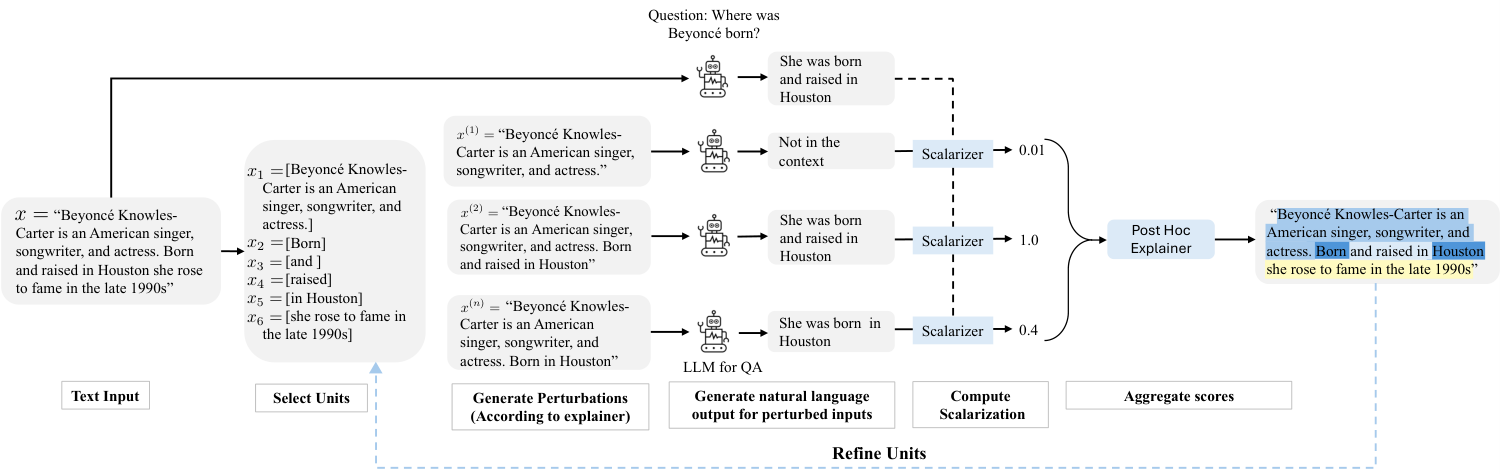 Question: Where was
Beyoncé born?
She was born
and raised in
Houston
x = “Beyoncé Knowles-
Carter is an American singer,
songwriter, and actress. Born
and raised in Houston she rose
to fame in the late 1990s”
x₁ =[Beyoncé Knowles-
Carter is an American
singer, songwriter, and
actress.]
x₂ =[Born]
x₃ =[and ]
x₄ =[raised]
x₅ =[in Houston]
x₆ =[she rose to fame in
the late 1990s]
x⁽¹⁾ = “Beyoncé Knowles-
Carter is an American singer,
songwriter, and actress.”
Not in the
context
Scalarizer
0.01
x⁽²⁾ = “Beyoncé Knowles-
Carter is an American singer,
songwriter, and actress. Born
and raised in Houston”
She was born
and raised in
Houston
Scalarizer
1.0
x⁽ⁿ⁾ = “Beyoncé Knowles-
Carter is an American
singer, songwriter, and
actress. Born in Houston”
She was born in
Houston
Scalarizer
0.4
LLM for QA
Post Hoc
Explainer
“Beyoncé Knowles-Carter is an
American singer, songwriter, and
actress. Born and raised in Houston
she rose to fame in the late 1990s”
Text Input
Select Units
Generate Perturbations
(According to explainer)
Generate natural language
output for perturbed inputs
Compute
Scalarization
Aggregate scores
Refine Units